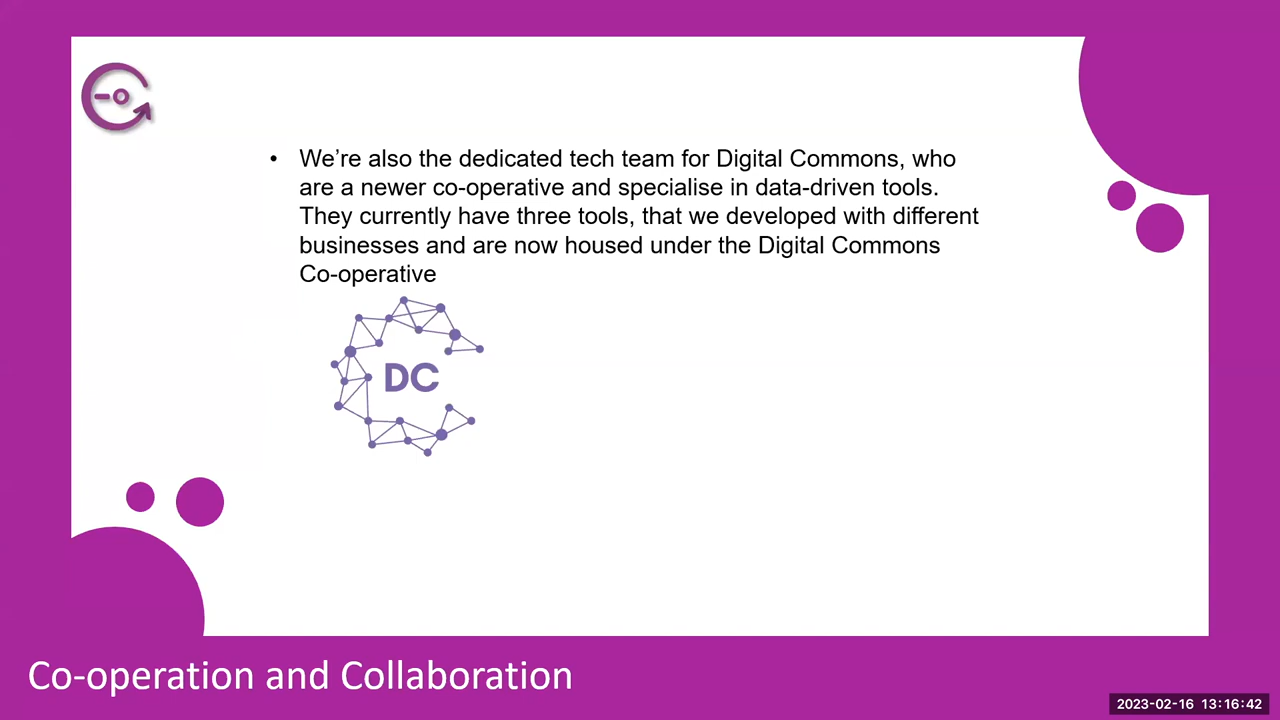 • We’re also the dedicated tech team for Digital Commons, who
are a newer co-operative and specialise in data-driven tools.
They currently have three tools, that we developed with different
businesses and are now housed under the Digital Commons
Co-operative
DC
Co-operation and Collaboration
2023-02-16 13:16:42